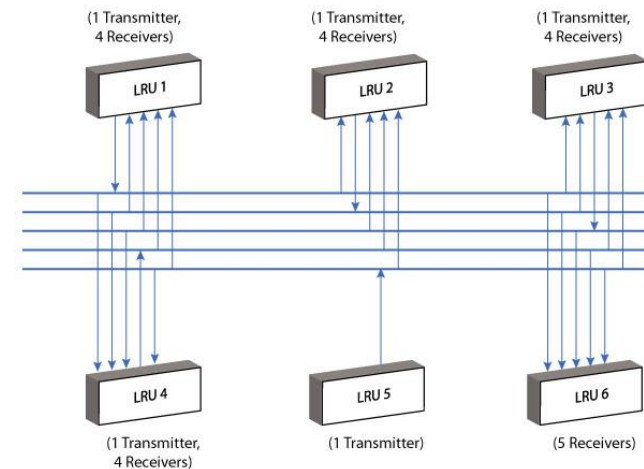 (1 Transmitter,
4 Receivers)
(1 Transmitter,
4 Receivers)
(1 Transmitter,
4 Receivers)
LRU 1
LRU 2
LRU 3
LRU 4
LRU 5
LRU 6
(1 Transmitter,
4 Receivers)
(1 Transmitter)
(5 Receivers)